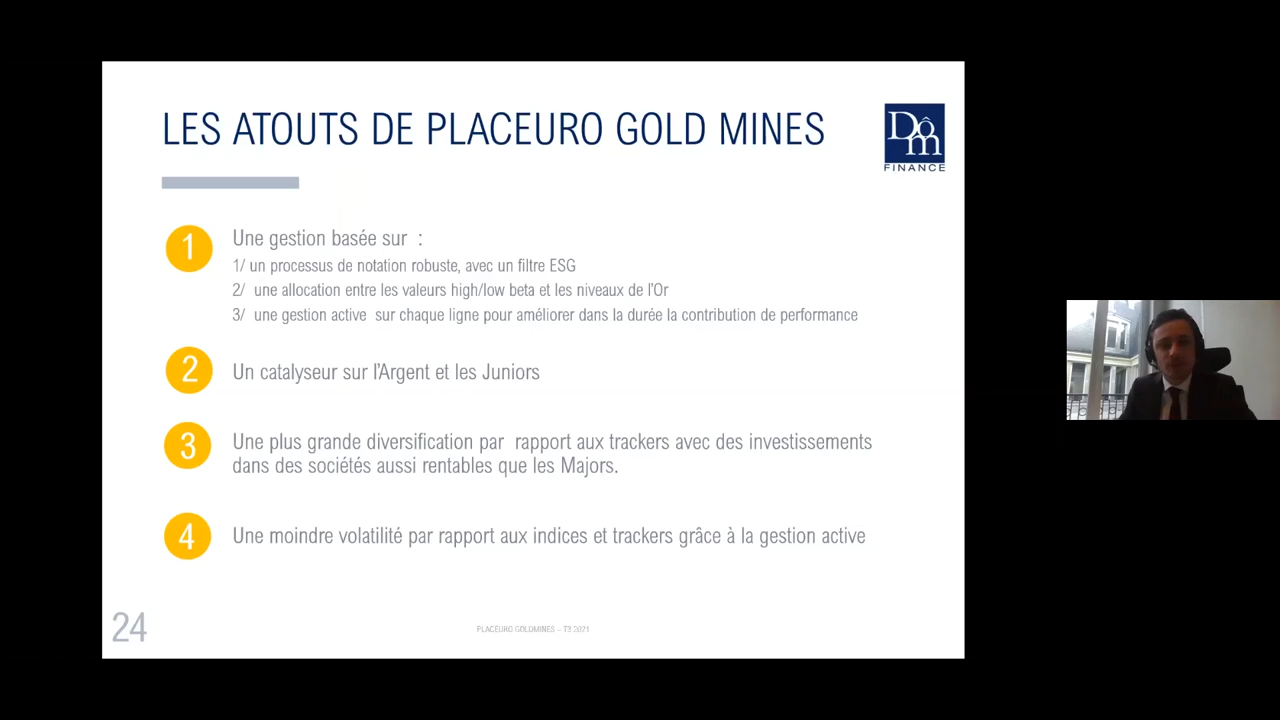 LES ATOUTS DE PLACEURO GOLD MINES
Dôm
FINANCE
1
Une gestion basée sur :
1/ un processus de notation robuste, avec un filtre ESG
2/ une allocation entre les valeurs high/low beta et les niveaux de l'Or
3/ une gestion active sur chaque ligne pour améliorer dans la durée la contribution de performance
2
Un catalyseur sur l'Argent et les Juniors
3
Une plus grande diversification par rapport aux trackers avec des investissements
dans des sociétés aussi rentables que les Majors.
4
Une moindre volatilité par rapport aux indices et trackers grâce à la gestion active
24
PLACEURO GOLDMINES – T3 2021